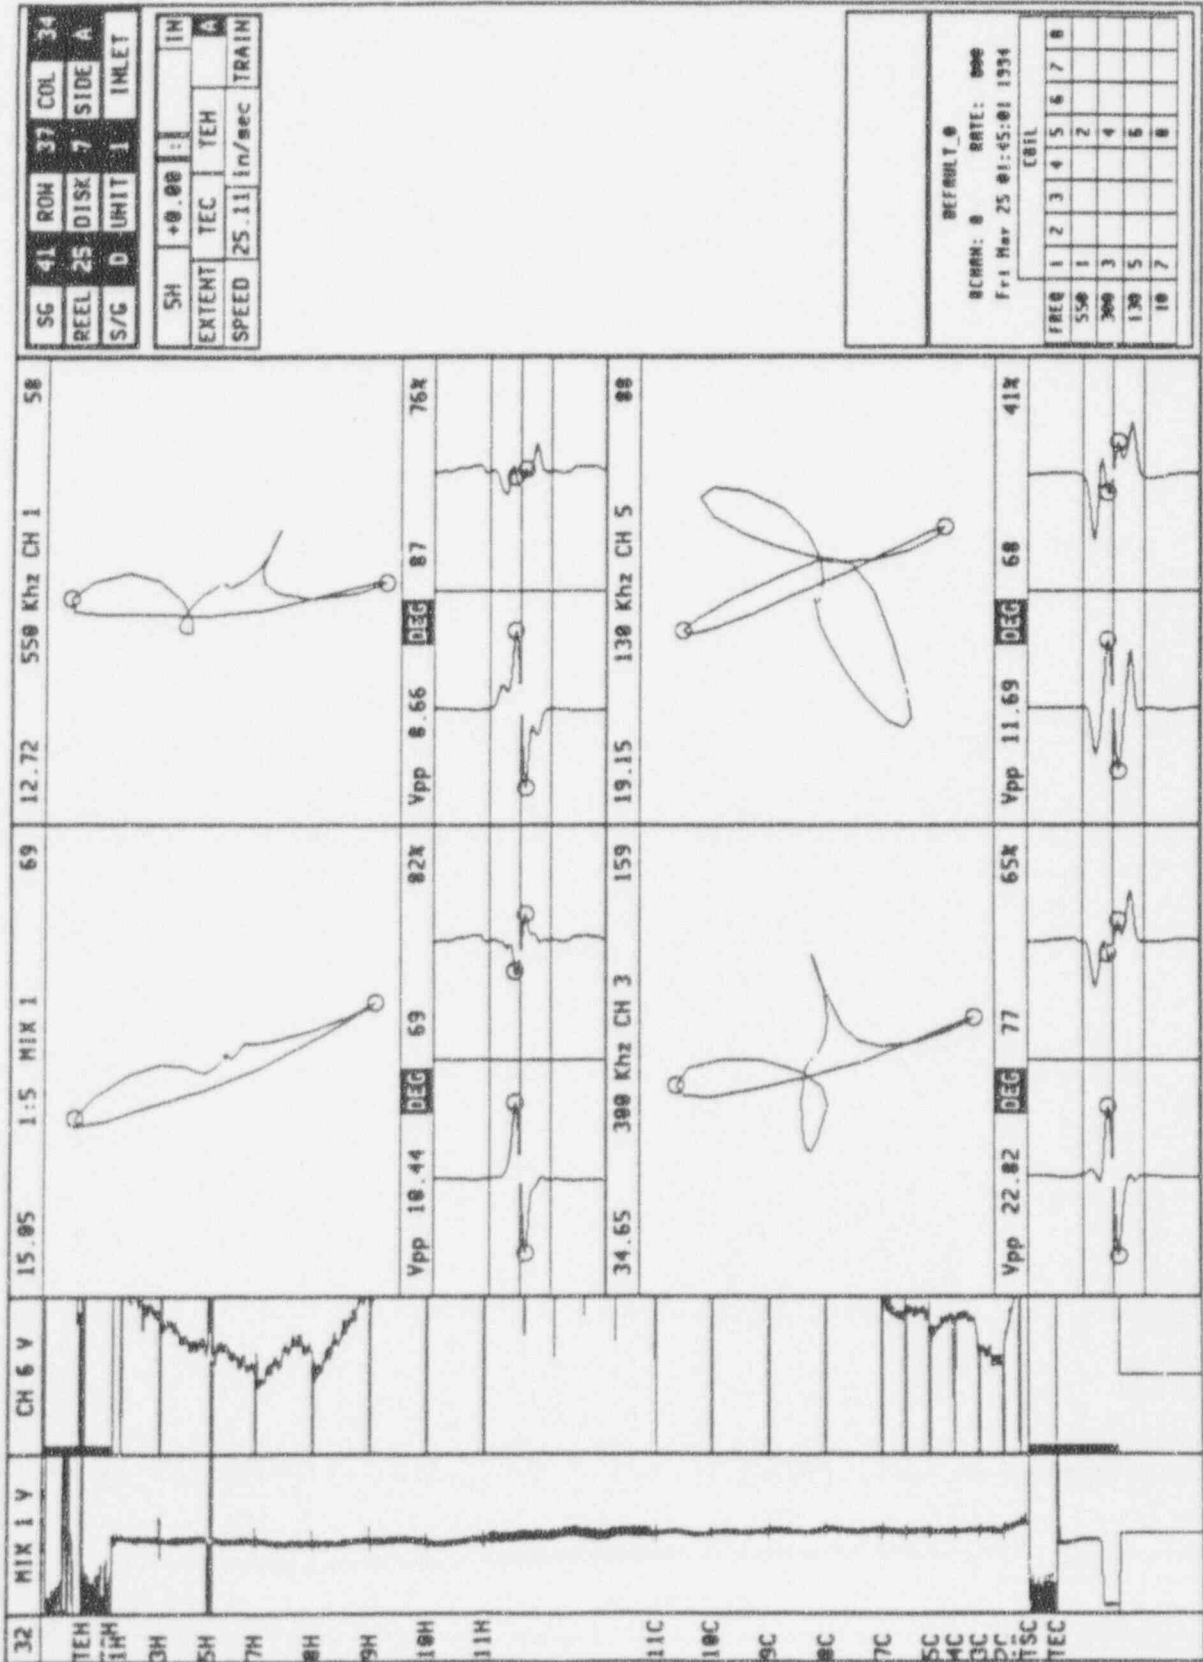 SG 41 ROW 37 COL 34
REEL 25 DISK 7 SIDE A
S/G D UNIT 1 INLET
5H +0.00 IN
EXTENT TEC TEH A
SPEED 25.11 in/sec TRAIN
DEFAULT_0
RATE: 800
Fri Mar 25 01:45:01 1994
COIL
FREQ 1 2 3 4 5 6 7 8
550 1 2
300 3 4
130 5 6
10 7 8
32 MIX 1 V CH 6 V
15.05 1:5 MIX 1 69
12.72 550 Khz CH 1 58
Vpp 18.44 DEG 69 82%
Vpp 8.66 DEG 87 76%
34.65 300 Khz CH 3 159
19.15 130 Khz CH 5 88
Vpp 22.82 DEG 77 65%
Vpp 11.69 DEG 68 41%
TEH
1H
3H
5H
7H
8H
9H
10H
11H
11C
10C
9C
8C
7C
5C
4C
3C
2C
TSC
TEC